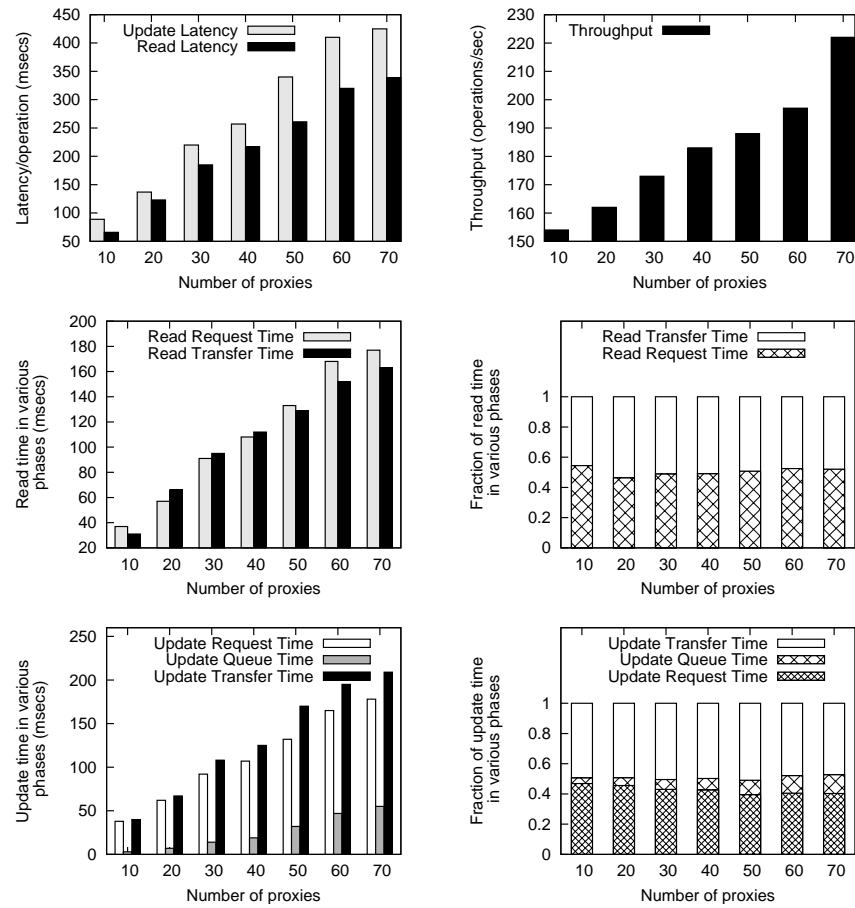 450
400
350
300
250
200
150
100
50
Latency/operation (msecs)
Update Latency
Read Latency
10 20 30 40 50 60 70
Number of proxies
230
220
210
200
190
180
170
160
150
Throughput (operations/sec)
Throughput
10 20 30 40 50 60 70
Number of proxies
200
180
160
140
120
100
80
60
40
20
Read time in various
phases (msecs)
Read Request Time
Read Transfer Time
10 20 30 40 50 60 70
Number of proxies
1
0.8
0.6
0.4
0.2
0
Fraction of read time
in various phases
Read Transfer Time
Read Request Time
10 20 30 40 50 60 70
Number of proxies
250
200
150
100
50
0
Update time in various
phases (msecs)
Update Request Time
Update Queue Time
Update Transfer Time
10 20 30 40 50 60 70
Number of proxies
1
0.8
0.6
0.4
0.2
0
Fraction of update time
in various phases
Update Transfer Time
Update Queue Time
Update Request Time
10 20 30 40 50 60 70
Number of proxies